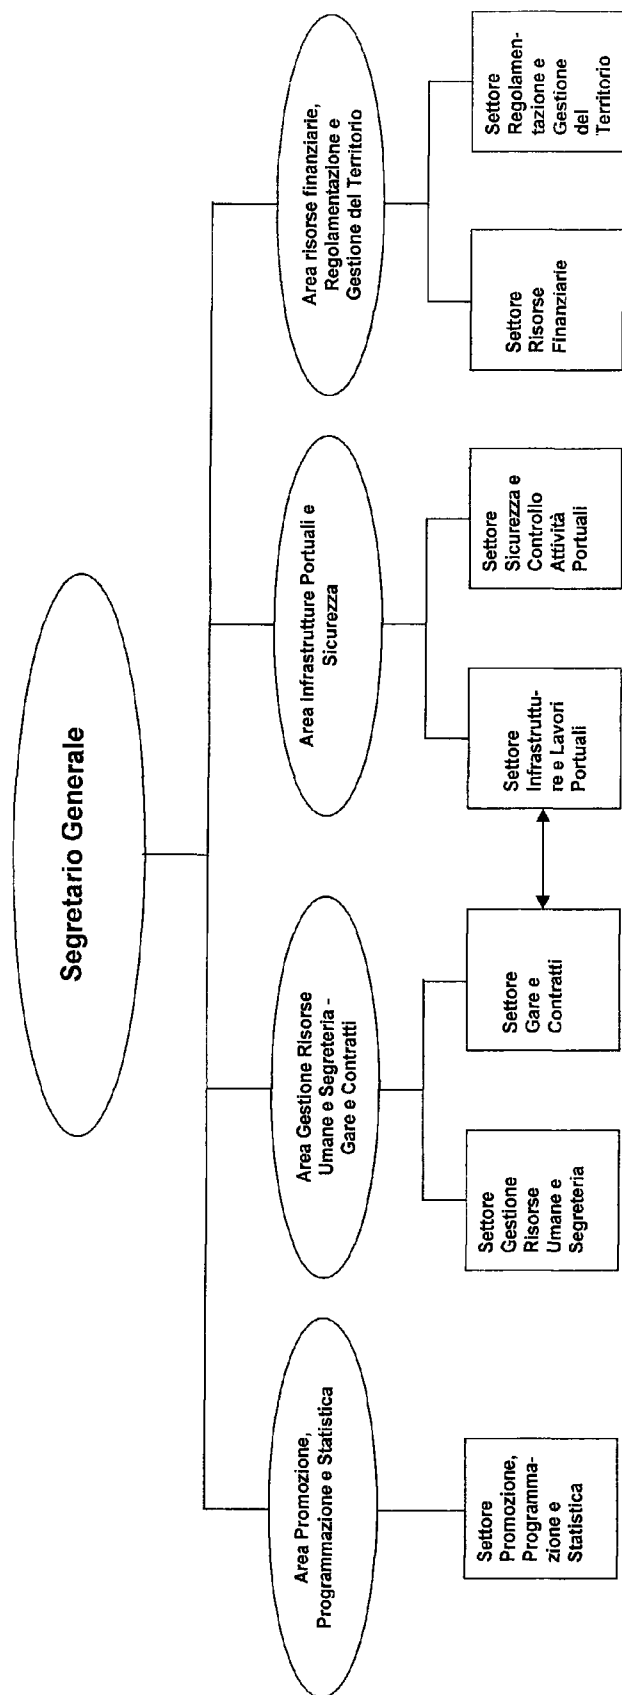 Segretario Generale
Area Promozione,
Programmazione e Statistica
Area Gestione Risorse
Umane e Segreteria -
Gare e Contratti
Area Infrastrutture Portuali e
Sicurezza
Area risorse finanziarie,
Regolamentazione e
Gestione del Territorio
Settore
Promozione,
Programma-
zione e
Statistica
Settore
Gestione
Risorse
Umane e
Segreteria
Settore
Gare e
Contratti
Settore
Infrastruttu-
re e Lavori
Portuali
Settore
Sicurezza e
Controllo
Attività
Portuali
Settore
Risorse
Finanziarie
Settore
Regolamen-
tazione e
Gestione
del
Territorio